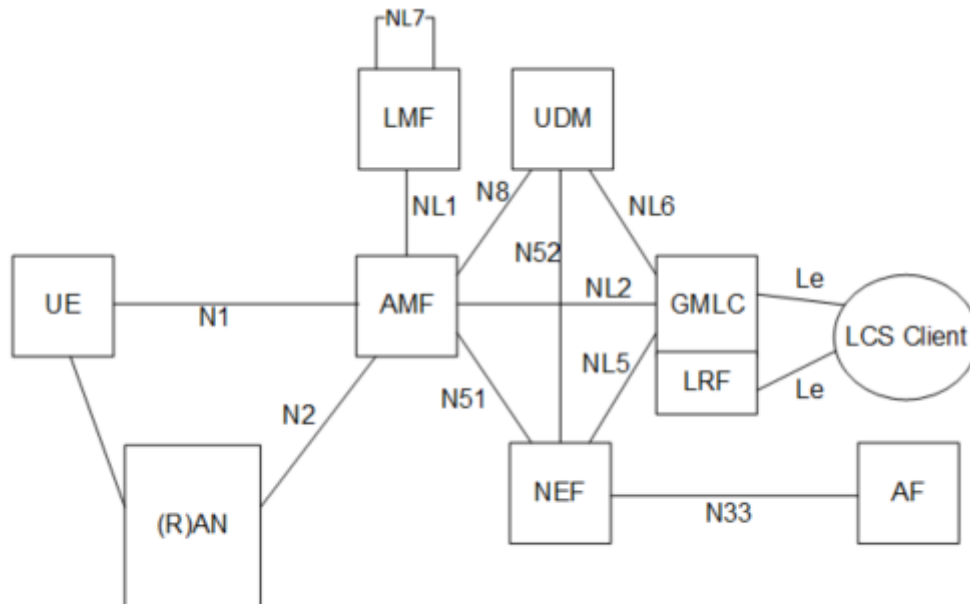 NL7
LMF
UDM
NL1
N8
NL6
N52
UE
N1
AMF
NL2
GMLC
Le
LCS Client
LRF
Le
NL5
N51
N2
(R)AN
NEF
N33
AF